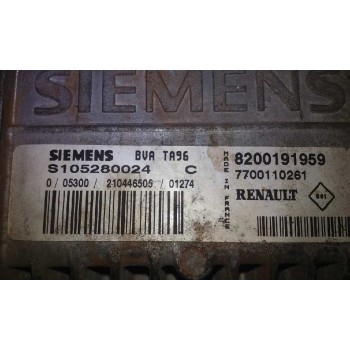 SIEMENS
SIEMENS BVA TA96
S105280024 C
0 / 05300 / 210446505 / 01274
MADE IN FRANCE
8200191959
7700110261
RENAULT